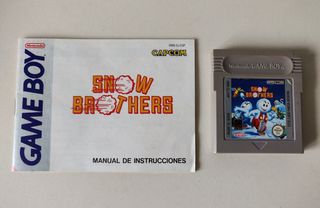 Nintendo
GAME BOY
CAPCOM
SNOW
BROTHERS
MANUAL DE INSTRUCCIONES
Nintendo GAME BOY
SNOW
BROTHERS